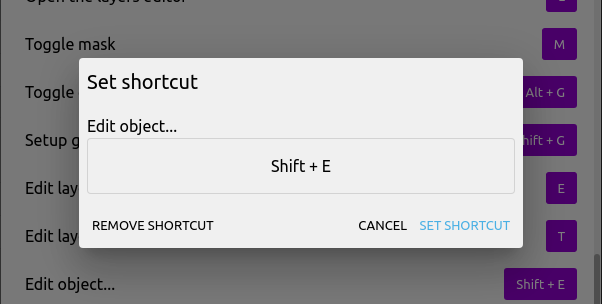 Open the layers editor
Toggle mask
M
Set shortcut
Toggle
Alt + G
Edit object...
Setup g
shift + G
Shift + E
Edit lay
E
REMOVE SHORTCUT
CANCEL
SET SHORTCUT
Edit lay
T
Edit object...
Shift + E